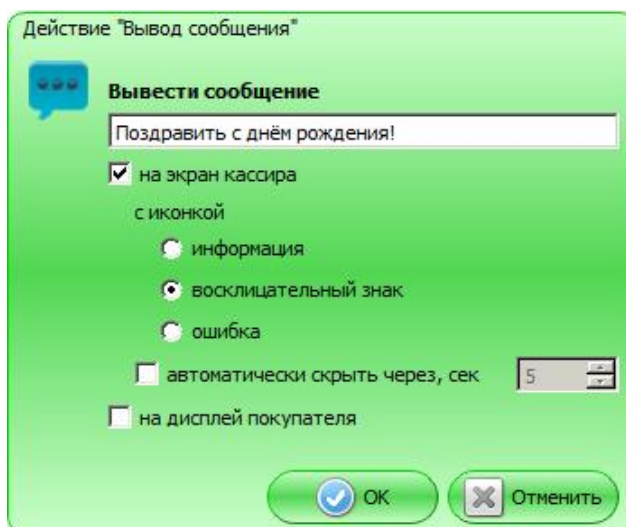 Действие "Вывод сообщения"
Вывести сообщение
Поздравить с днём рождения!
на экран кассира
с иконкой
информация
восклицательный знак
ошибка
автоматически скрыть через, сек 5
на дисплей покупателя
ОК Отменить